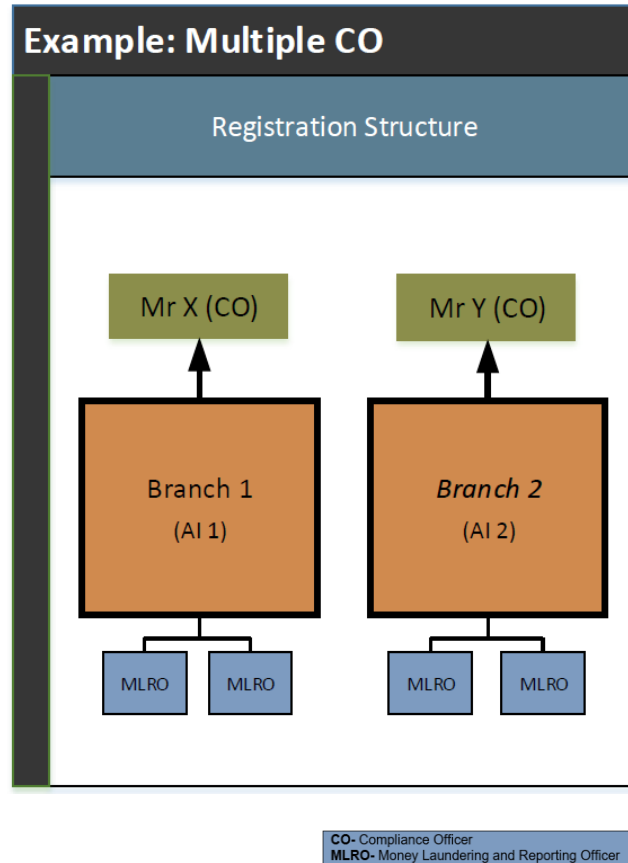 Example: Multiple CO
Registration Structure
Mr X (CO)
Mr Y (CO)
Branch 1
(AI 1)
Branch 2
(AI 2)
MLRO
MLRO
MLRO
MLRO
CO- Compliance Officer
MLRO- Money Laundering and Reporting Officer